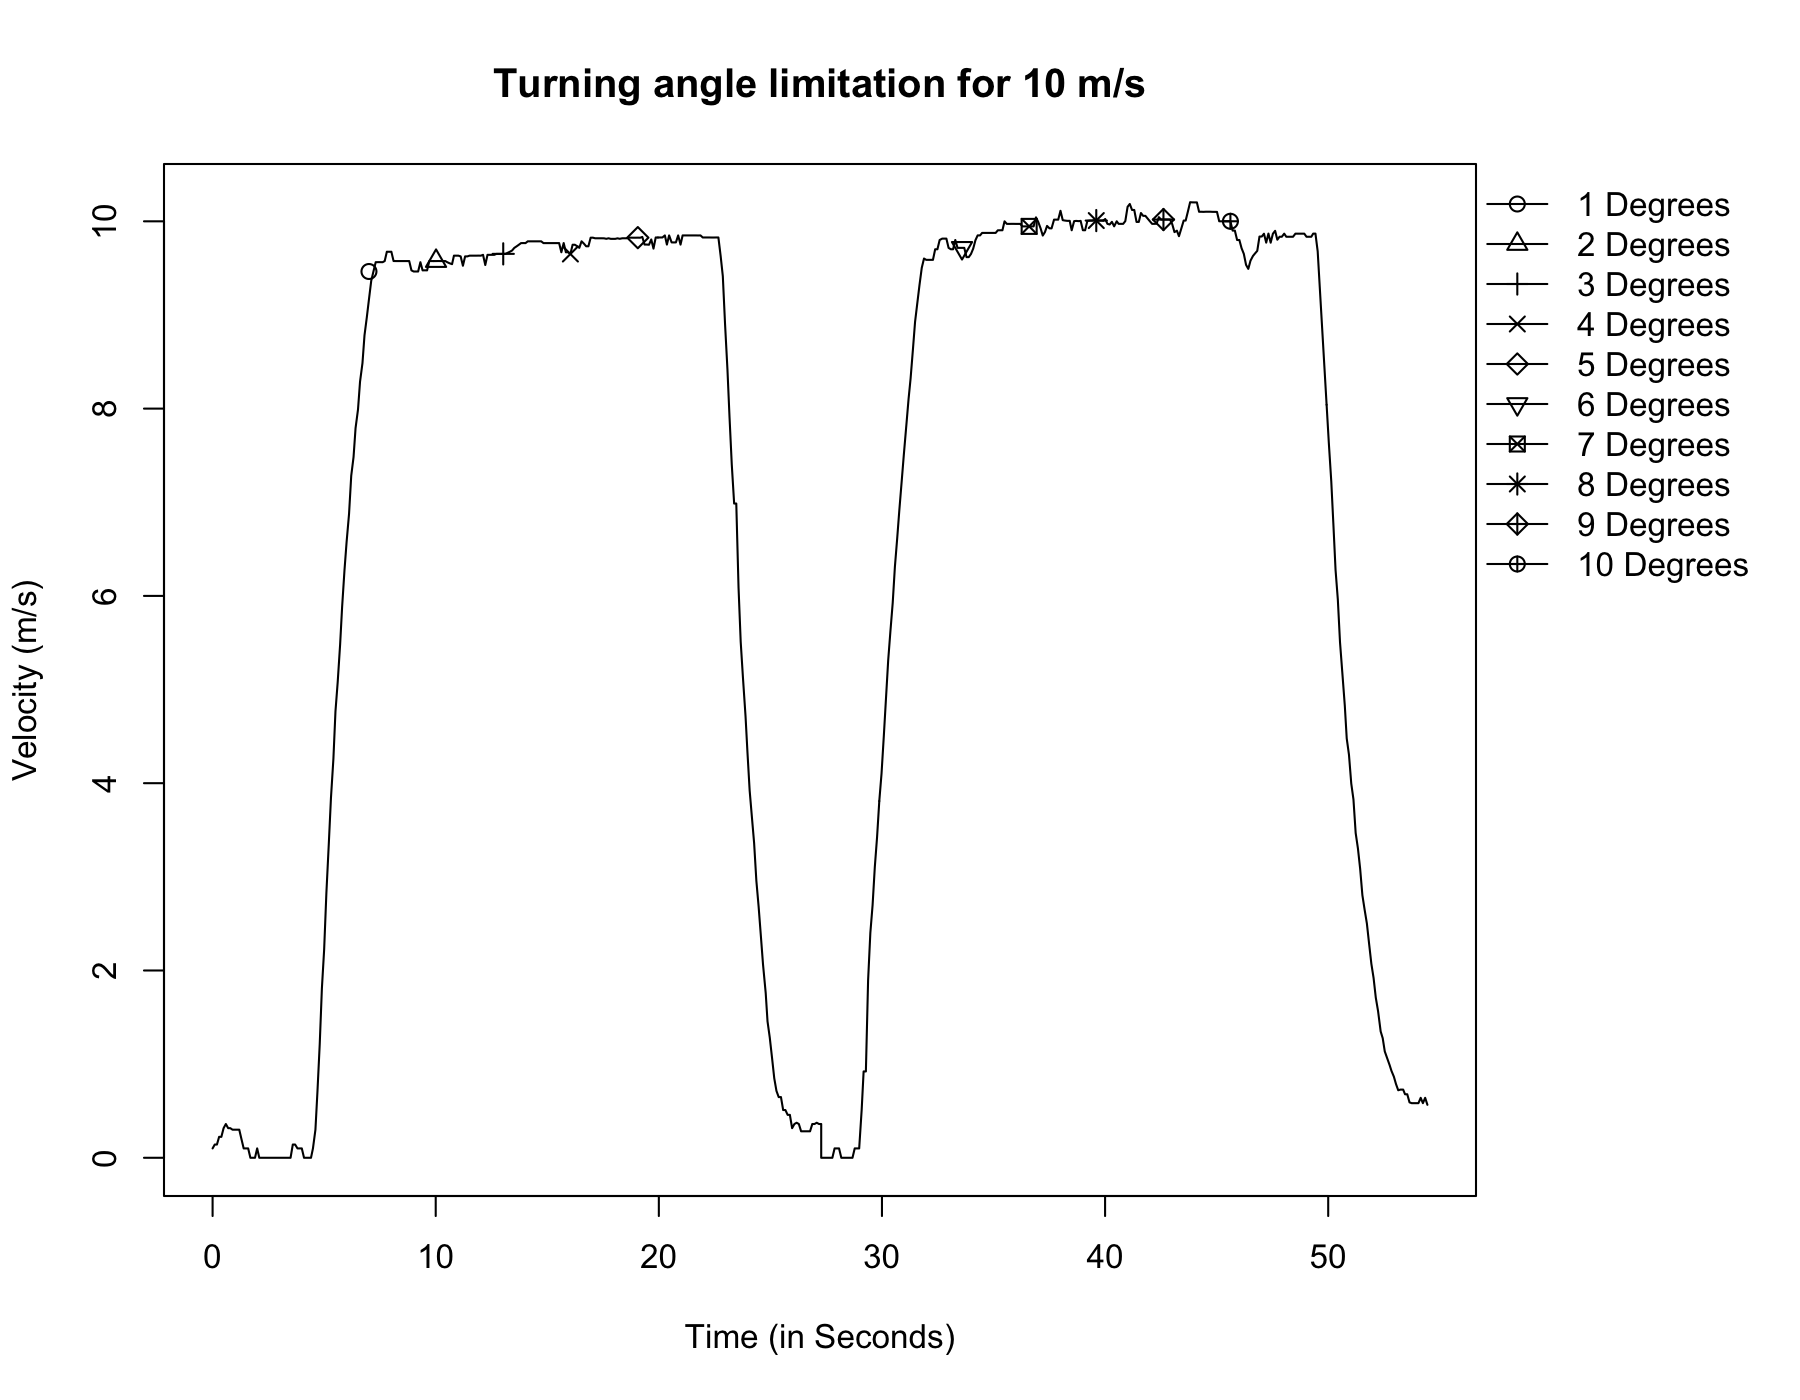 Turning angle limitation for 10 m/s
Velocity (m/s)
10
8
6
4
2
0
0 10 20 30 40 50
Time (in Seconds)
1 Degrees
2 Degrees
3 Degrees
4 Degrees
5 Degrees
6 Degrees
7 Degrees
8 Degrees
9 Degrees
10 Degrees